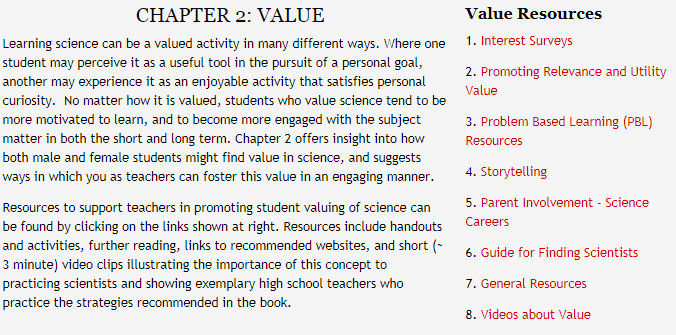 CHAPTER 2: VALUE
Learning science can be a valued activity in many different ways. Where one
student may perceive it as a useful tool in the pursuit of a personal goal,
another may experience it as an enjoyable activity that satisfies personal
curiosity.  No matter how it is valued, students who value science tend to be
more motivated to learn, and to become more engaged with the subject
matter in both the short and long term. Chapter 2 offers insight into how
both male and female students might find value in science, and suggests
ways in which you as teachers can foster this value in an engaging manner.
Resources to support teachers in promoting student valuing of science can
be found by clicking on the links shown at right. Resources include handouts
and activities, further reading, links to recommended websites, and short (~
3 minute) video clips illustrating the importance of this concept to
practicing scientists and showing exemplary high school teachers who
practice the strategies recommended in the book.
Value Resources
1. Interest Surveys
2. Promoting Relevance and Utility
Value
3. Problem Based Learning (PBL)
Resources
4. Storytelling
5. Parent Involvement - Science
Careers
6. Guide for Finding Scientists
7. General Resources
8. Videos about Value